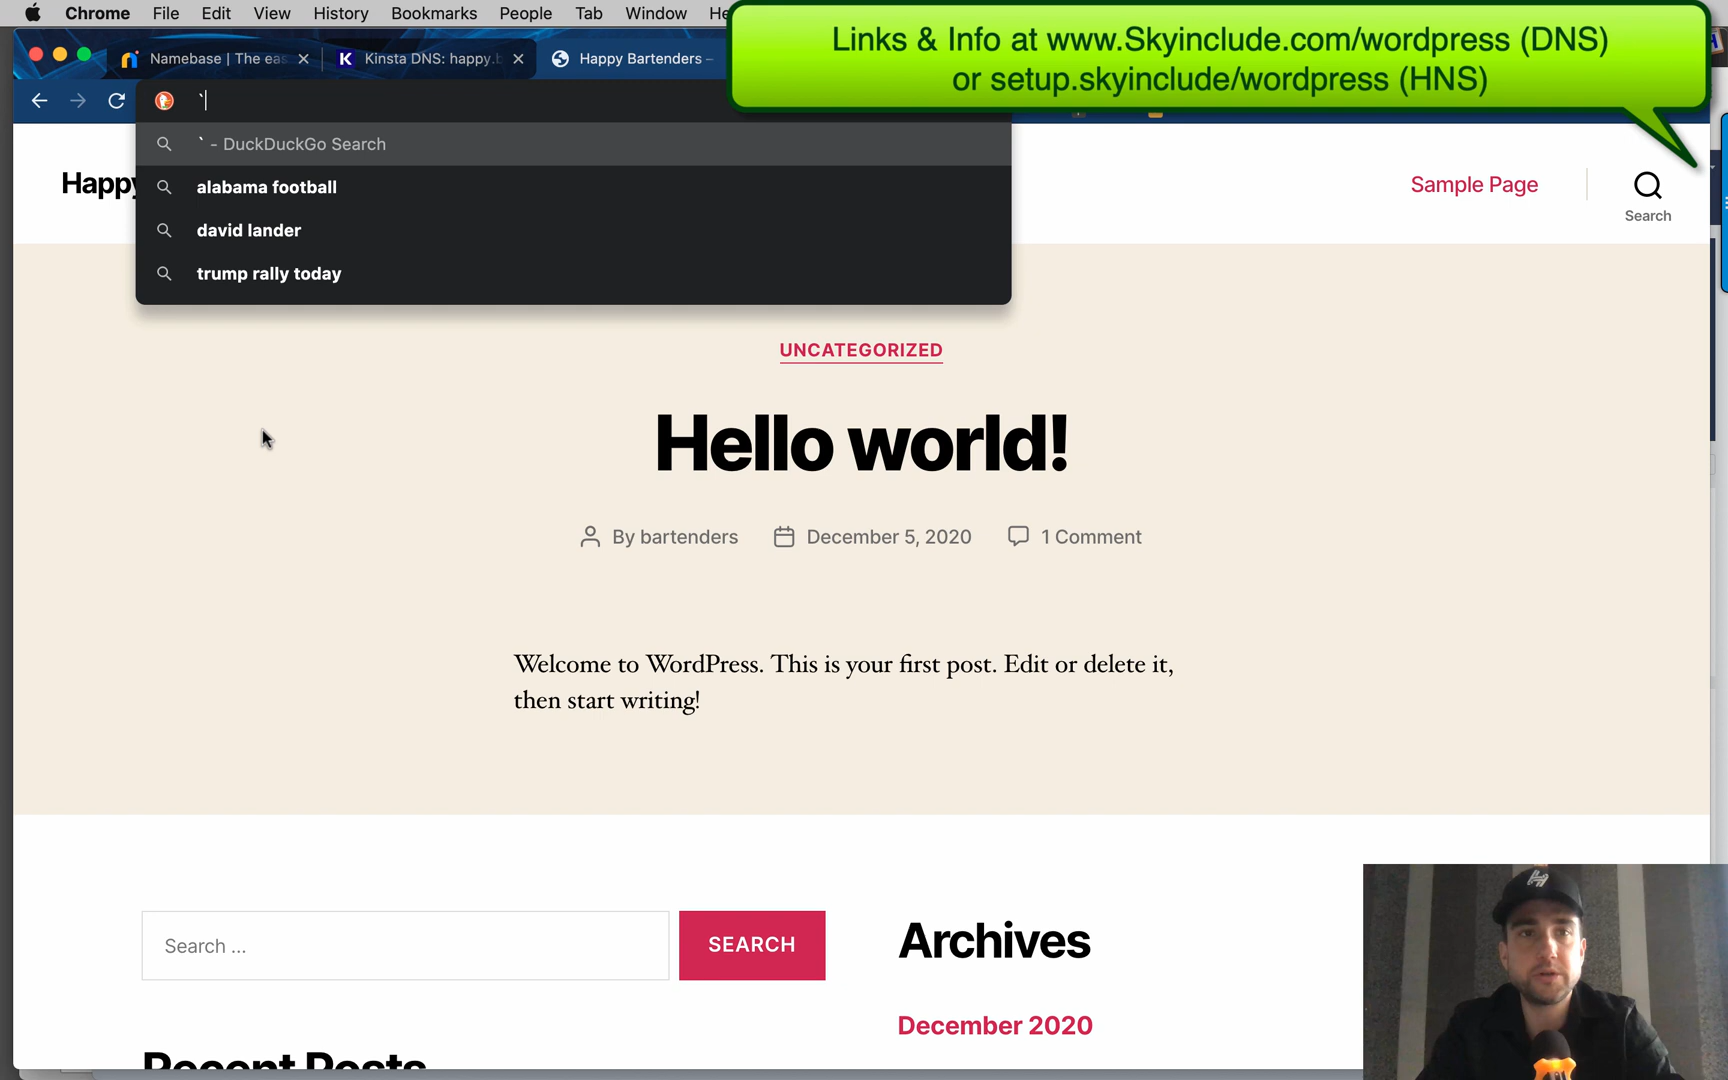 Chrome File Edit View History Bookmarks People Tab Window
Links & Info at www.Skyinclude.com/wordpress (DNS)
or setup.skyinclude/wordpress (HNS)
Namebase | The eas
Kinsta DNS: happy.b
Happy Bartenders –
`
` - DuckDuckGo Search
alabama football
david lander
trump rally today
Happy
Sample Page
Search
UNCATEGORIZED
Hello world!
By bartenders
December 5, 2020
1 Comment
Welcome to WordPress. This is your first post. Edit or delete it,
then start writing!
Search ...
SEARCH
Archives
December 2020
Recent Posts